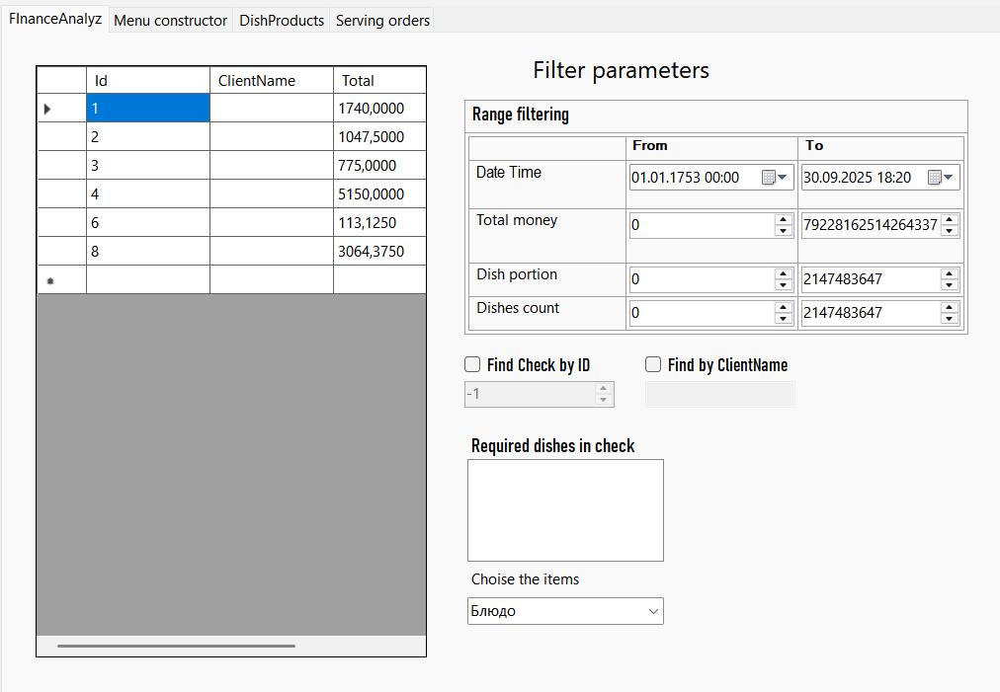 FInanceAnalyz Menu constructor DishProducts Serving orders
Filter parameters
Id ClientName Total
1 1740,0000
2 1047,5000
3 775,0000
4 5150,0000
6 113,1250
8 3064,3750
Range filtering
From To
Date Time 01.01.1753 00:00 30.09.2025 18:20
Total money 0 79228162514264337
Dish portion 0 2147483647
Dishes count 0 2147483647
Find Check by ID Find by ClientName
-1
Required dishes in check
Choise the items
Блюдо